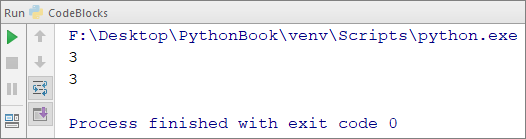 Run CodeBlocks
F:\Desktop\PythonBook\venv\Scripts\python.exe
3
3
Process finished with exit code 0